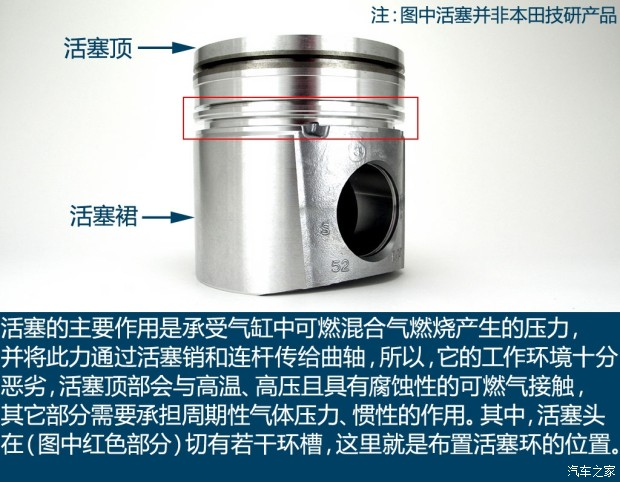 注:图中活塞并非本田技研产品
活塞顶
活塞裙
52
活塞的主要作用是承受气缸中可燃混合气燃烧产生的压力,
并将此力通过活塞销和连杆传给曲轴,所以,它的工作环境十分
恶劣,活塞顶部会与高温、高压且具有腐蚀性的可燃气接触,
其它部分需要承担周期性气体压力、惯性的作用。其中,活塞头
在(图中红色部分)切有若干环槽,这里就是布置活塞环的位置。
汽车之家